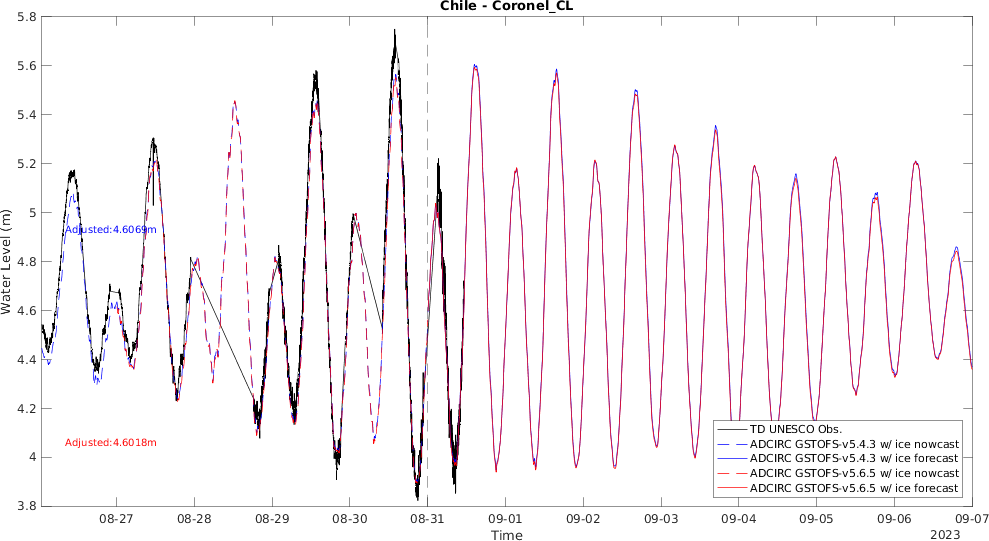 Chile - Coronel_CL
Water Level (m)
5.8
5.6
5.4
5.2
5
4.8
4.6
4.4
4.2
4
3.8
Adjusted:4.6069m
Adjusted:4.6018m
TD UNESCO Obs.
ADCIRC GSTOFS-v5.4.3 w/ ice nowcast
ADCIRC GSTOFS-v5.4.3 w/ ice forecast
ADCIRC GSTOFS-v5.6.5 w/ ice nowcast
ADCIRC GSTOFS-v5.6.5 w/ ice forecast
08-27 08-28 08-29 08-30 08-31 09-01 09-02 09-03 09-04 09-05 09-06 09-07
Time
2023